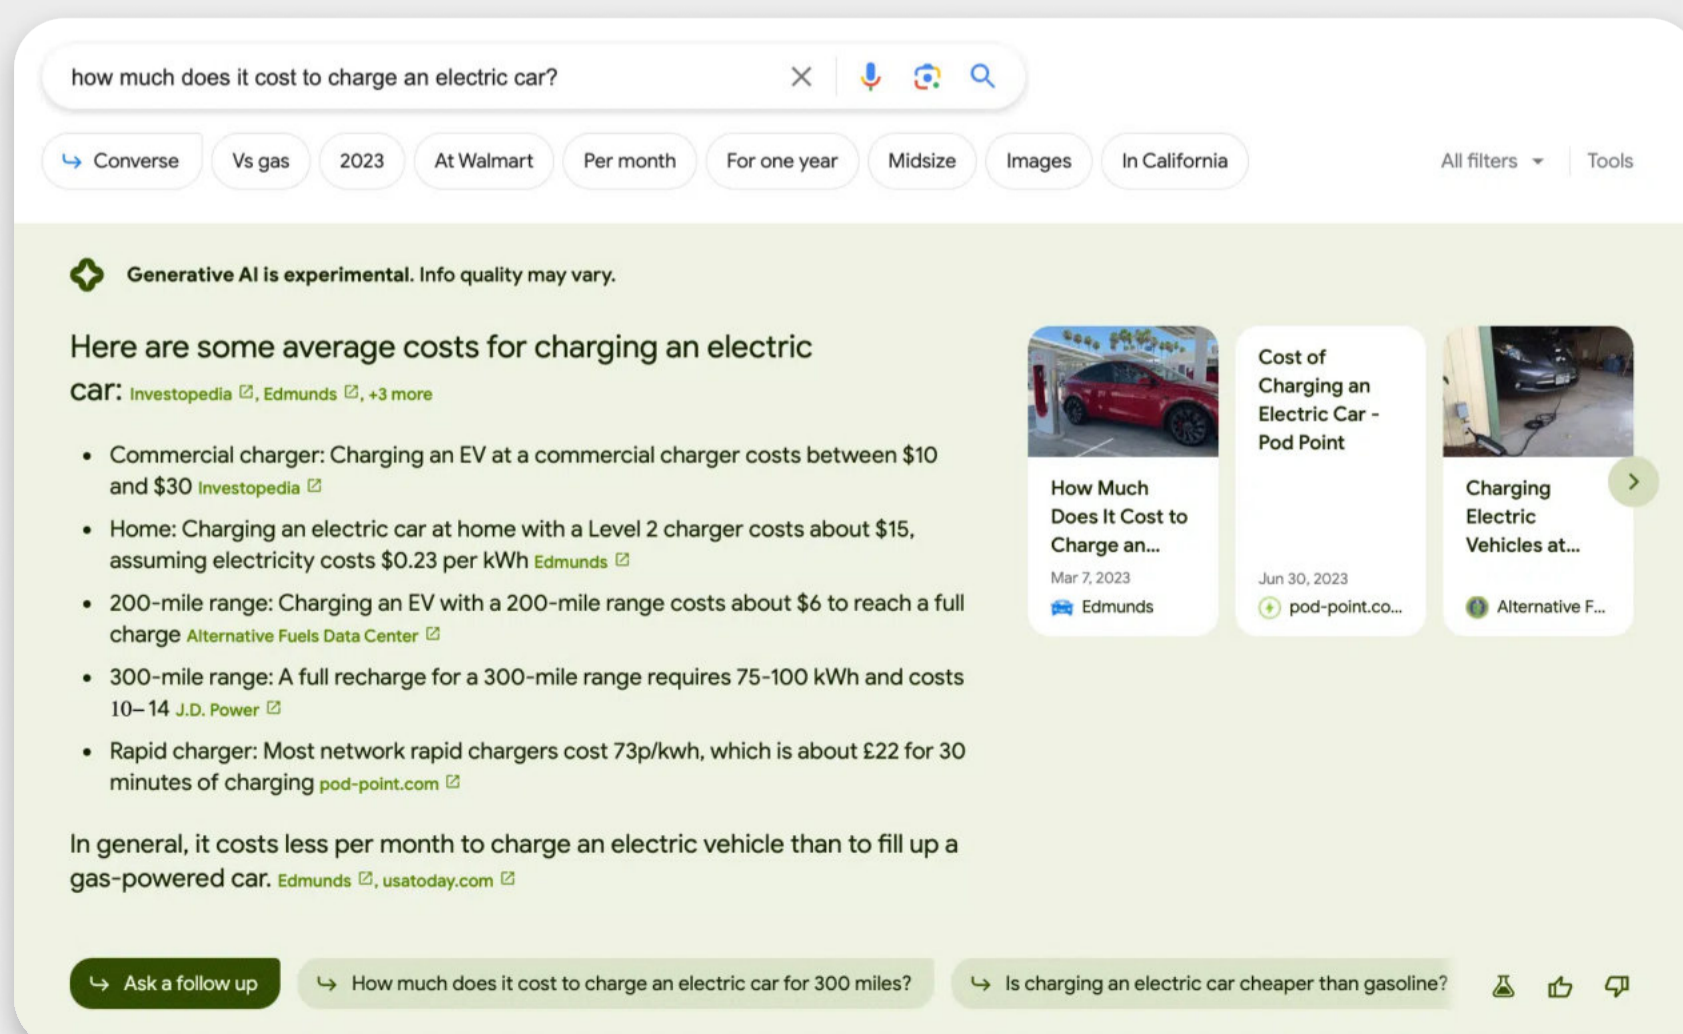 how much does it cost to charge an electric car?
Converse
Vs gas
2023
At Walmart
Per month
For one year
Midsize
Images
In California
All filters
Tools
Generative AI is experimental. Info quality may vary.
Here are some average costs for charging an electric
car: Investopedia, Edmunds, +3 more
• Commercial charger: Charging an EV at a commercial charger costs between $10
and $30 Investopedia
• Home: Charging an electric car at home with a Level 2 charger costs about $15,
assuming electricity costs $0.23 per kWh Edmunds
• 200-mile range: Charging an EV with a 200-mile range costs about $6 to reach a full
charge Alternative Fuels Data Center
• 300-mile range: A full recharge for a 300-mile range requires 75-100 kWh and costs
10–14 J.D. Power
• Rapid charger: Most network rapid chargers cost 73p/kwh, which is about £22 for 30
minutes of charging pod-point.com
In general, it costs less per month to charge an electric vehicle than to fill up a
gas-powered car. Edmunds, usatoday.com
How Much
Does It Cost to
Charge an...
Mar 7, 2023
Edmunds
Cost of
Charging an
Electric Car -
Pod Point
Jun 30, 2023
pod-point.co...
Charging
Electric
Vehicles at...
Alternative F...
Ask a follow up
How much does it cost to charge an electric car for 300 miles?
Is charging an electric car cheaper than gasoline?